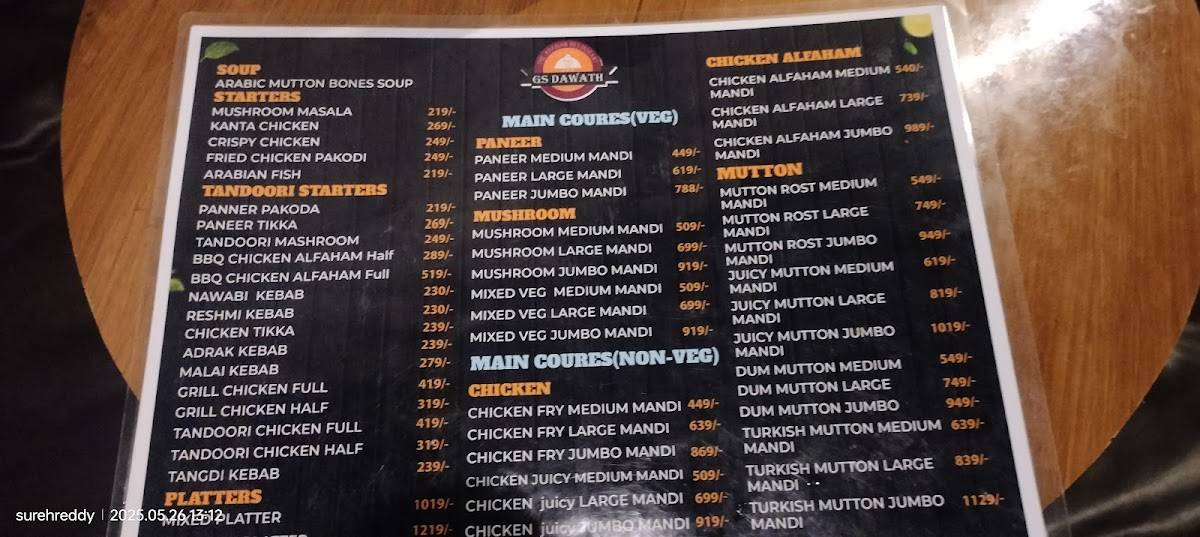 SOUP
ARABIC MUTTON BONES SOUP
STARTERS
MUSHROOM MASALA 219/-
KANTA CHICKEN 269/-
CRISPY CHICKEN 249/-
FRIED CHICKEN PAKODI 249/-
ARABIAN FISH 219/-
TANDOORI STARTERS
PANNER PAKODA 219/-
PANEER TIKKA 269/-
TANDOORI MASHROOM 249/-
BBQ CHICKEN ALFAHAM Half 289/-
BBQ CHICKEN ALFAHAM Full 519/-
NAWABI KEBAB 230/-
RESHMI KEBAB 230/-
CHICKEN TIKKA 239/-
ADRAK KEBAB 239/-
MALAI KEBAB 279/-
GRILL CHICKEN FULL 419/-
GRILL CHICKEN HALF 319/-
TANDOORI CHICKEN FULL 419/-
TANDOORI CHICKEN HALF 319/-
TANGDI KEBAB 239/-
PLATTERS
MIXED PLATTER 1019/-
1219/-
GS DAWATH
MAIN COURES(VEG)
PANEER
PANEER MEDIUM MANDI 449/-
PANEER LARGE MANDI 619/-
PANEER JUMBO MANDI 788/-
MUSHROOM
MUSHROOM MEDIUM MANDI 509/-
MUSHROOM LARGE MANDI 699/-
MUSHROOM JUMBO MANDI 919/-
MIXED VEG MEDIUM MANDI 509/-
MIXED VEG LARGE MANDI 699/-
MIXED VEG JUMBO MANDI 919/-
MAIN COURES(NON-VEG)
CHICKEN
CHICKEN FRY MEDIUM MANDI 449/-
CHICKEN FRY LARGE MANDI 639/-
CHICKEN FRY JUMBO MANDI 869/-
CHICKEN JUICY MEDIUM MANDI 509/-
CHICKEN juicy LARGE MANDI 699/-
CHICKEN juicy JUMBO MANDI 919/-
CHICKEN ALFAHAM
CHICKEN ALFAHAM MEDIUM 540/-
MANDI
CHICKEN ALFAHAM LARGE 739/-
MANDI
CHICKEN ALFAHAM JUMBO 989/-
MANDI
MUTTON
MUTTON ROST MEDIUM 549/-
MANDI
MUTTON ROST LARGE 749/-
MANDI
MUTTON ROST JUMBO 949/-
MANDI
JUICY MUTTON MEDIUM 619/-
MANDI
JUICY MUTTON LARGE 819/-
MANDI
JUICY MUTTON JUMBO 1019/-
MANDI
DUM MUTTON MEDIUM 549/-
DUM MUTTON LARGE 749/-
DUM MUTTON JUMBO 949/-
TURKISH MUTTON MEDIUM 639/-
MANDI
TURKISH MUTTON LARGE 839/-
MANDI
TURKISH MUTTON JUMBO 1129/-
MANDI
surehreddy | 2025.05.26 13:12